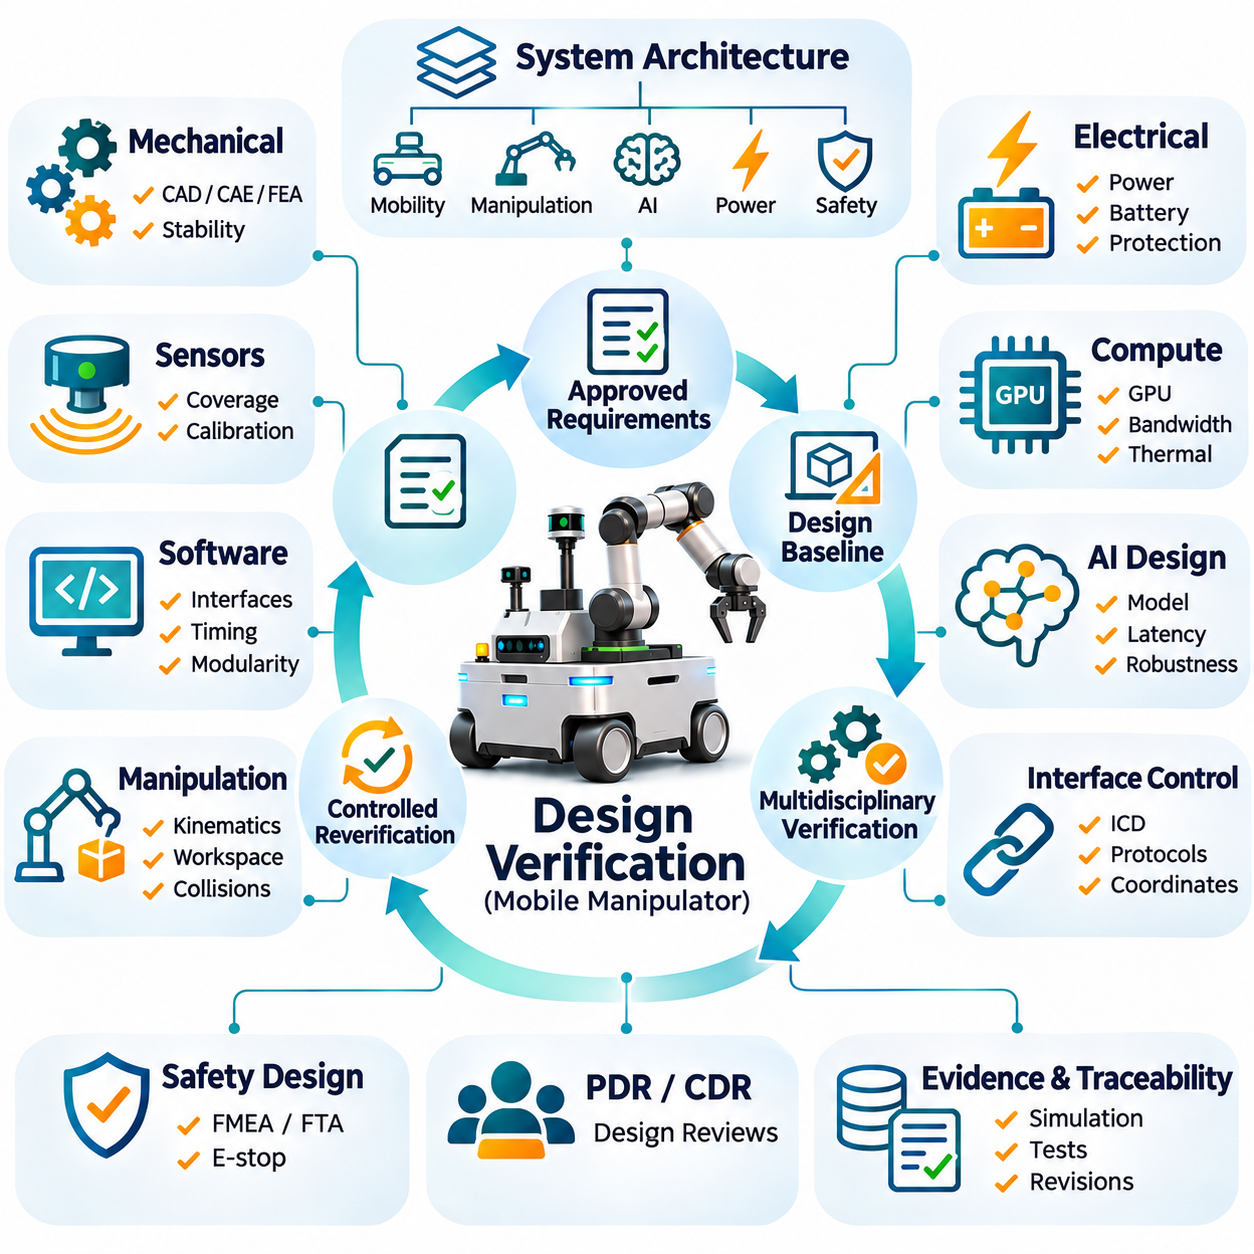 System Architecture
Mobility
Manipulation
AI
Power
Safety
Mechanical
CAD / CAE / FEA
Stability
Electrical
Power
Battery
Protection
Sensors
Coverage
Calibration
Approved
Requirements
Compute
GPU
GPU
Bandwidth
Thermal
Design
Baseline
Software
</>
Interfaces
Timing
Modularity
AI Design
Model
Latency
Robustness
Manipulation
Kinematics
Workspace
Collisions
Controlled
Reverification
Design
Verification
(Mobile Manipulator)
Multidisciplinary
Verification
Interface Control
ICD
Protocols
Coordinates
Safety Design
FMEA / FTA
E-stop
PDR / CDR
Design Reviews
Evidence & Traceability
Simulation
Tests
Revisions